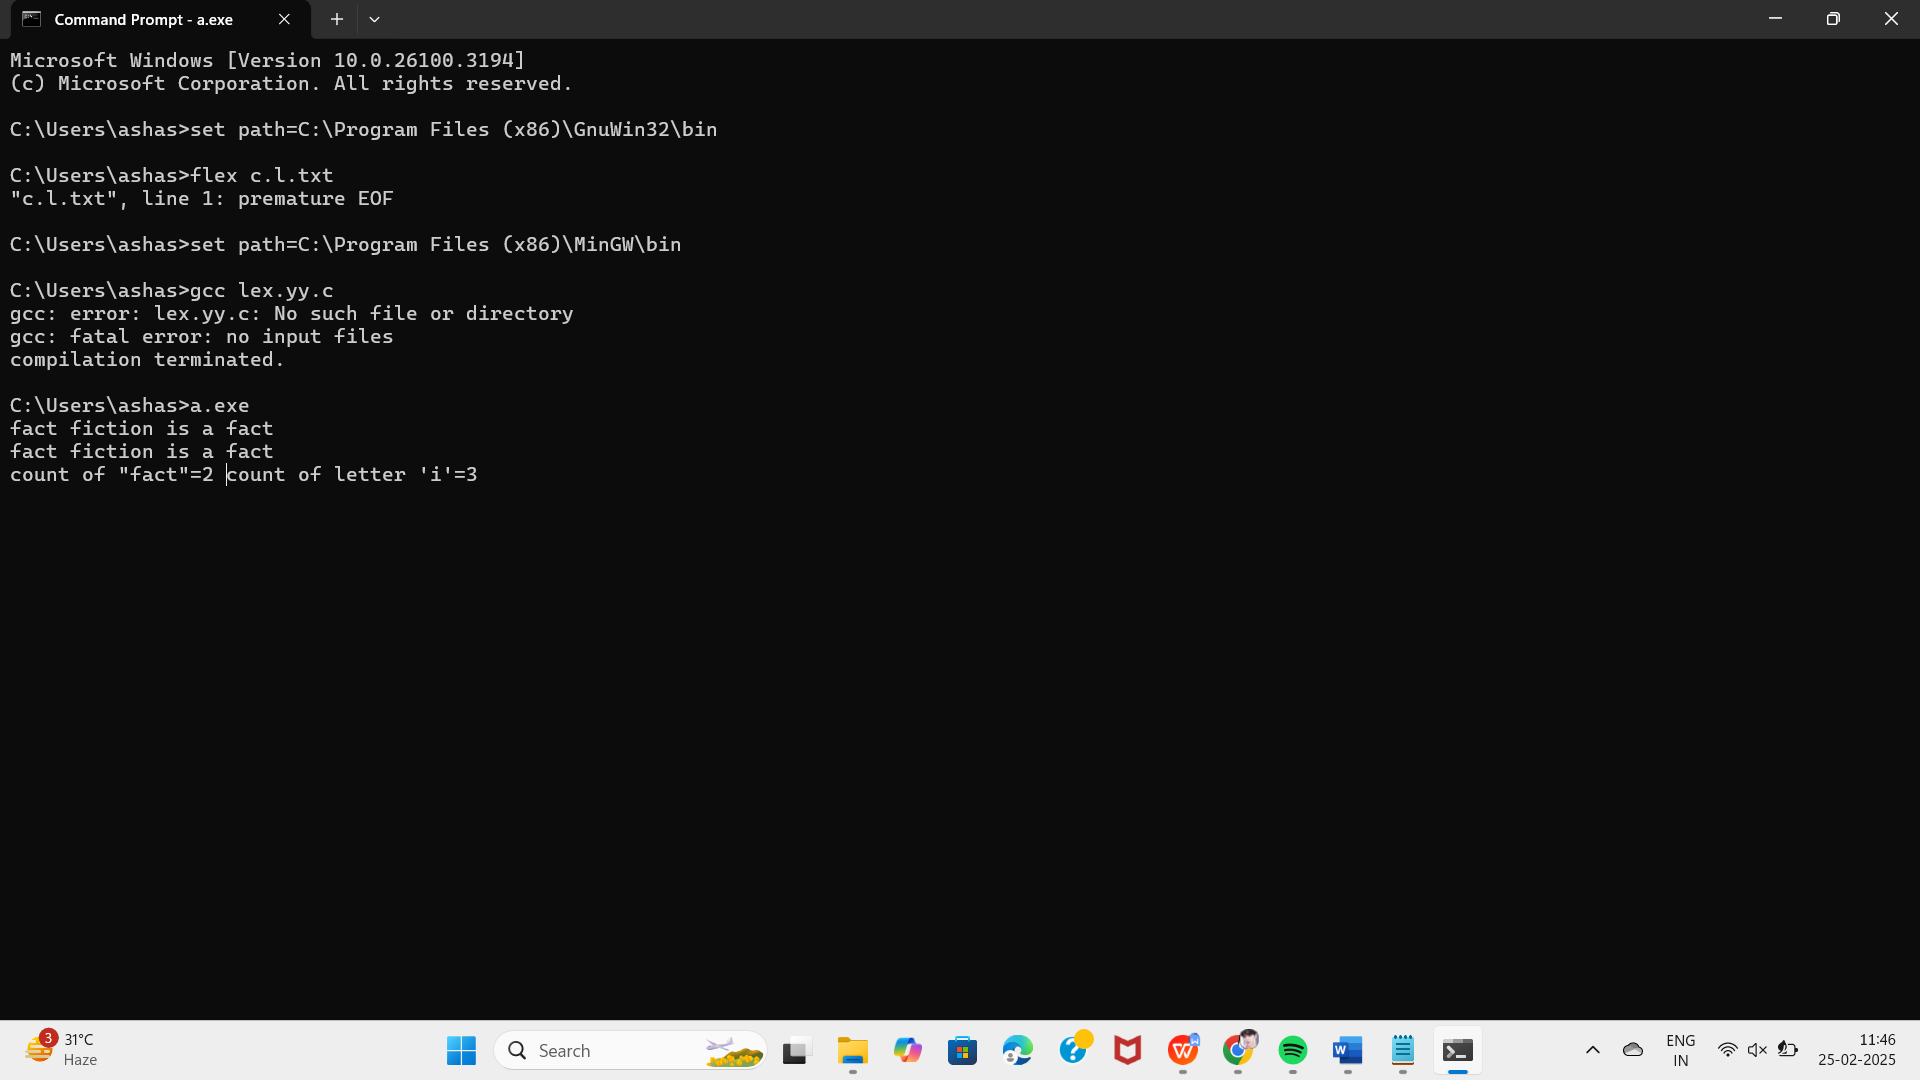 Command Prompt - a.exe
Microsoft Windows [Version 10.0.26100.3194]
(c) Microsoft Corporation. All rights reserved.
C:\Users\ashas>set path=C:\Program Files (x86)\GnuWin32\bin
C:\Users\ashas>flex c.l.txt
"c.l.txt", line 1: premature EOF
C:\Users\ashas>set path=C:\Program Files (x86)\MinGW\bin
C:\Users\ashas>gcc lex.yy.c
gcc: error: lex.yy.c: No such file or directory
gcc: fatal error: no input files
compilation terminated.
C:\Users\ashas>a.exe
fact fiction is a fact
fact fiction is a fact
count of "fact"=2 count of letter 'i'=3
3
31°C
Haze
Search
ENG
IN
11:46
25-02-2025